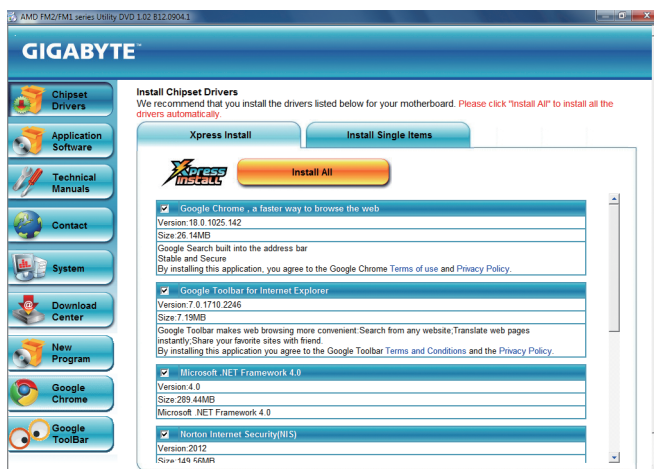 AMD FM2/FM1 series Utility DVD 1.02 B12.0904.1
GIGABYTE™
Chipset
Drivers
Application
Software
Technical
Manuals
Contact
System
Download
Center
New
Program
Google
Chrome
Google
ToolBar
Install Chipset Drivers
We recommend that you install the drivers listed below for your motherboard. Please click "Install All" to install all the
drivers automatically.
Xpress Install
Install Single Items
Xpress
Install
Install All
Google Chrome , a faster way to browse the web
Version:18.0.1025.142
Size:26.14MB
Google Search built into the address bar
Stable and Secure
By installing this application, you agree to the Google Chrome Terms of use and Privacy Policy.
Google Toolbar for Internet Explorer
Version:7.0.1710.2246
Size:7.19MB
Google Toolbar makes web browsing more convenient:Search from any website;Translate web pages
instantly;Share your favorite sites with friend.
By installing this application you agree to the Google Toolbar Terms and Conditions and the Privacy Policy.
Microsoft .NET Framework 4.0
Version:4.0
Size:289.44MB
Microsoft .NET Framework 4.0
Norton Internet Security(NIS)
Version:2012
Size:149.56MB